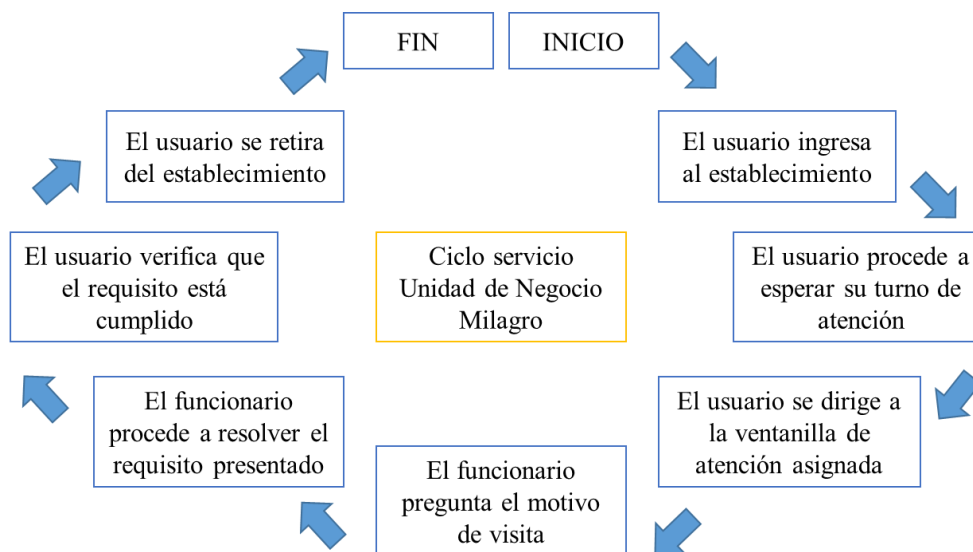 FIN
INICIO
El usuario ingresa
al establecimiento
El usuario procede a
esperar su turno de
atención
El usuario se dirige a
la ventanilla de
atención asignada
El funcionario
pregunta el motivo
de visita
El funcionario
procede a resolver el
requisito presentado
El usuario verifica que
el requisito está
cumplido
El usuario se retira
del establecimiento
Ciclo servicio
Unidad de Negocio
Milagro